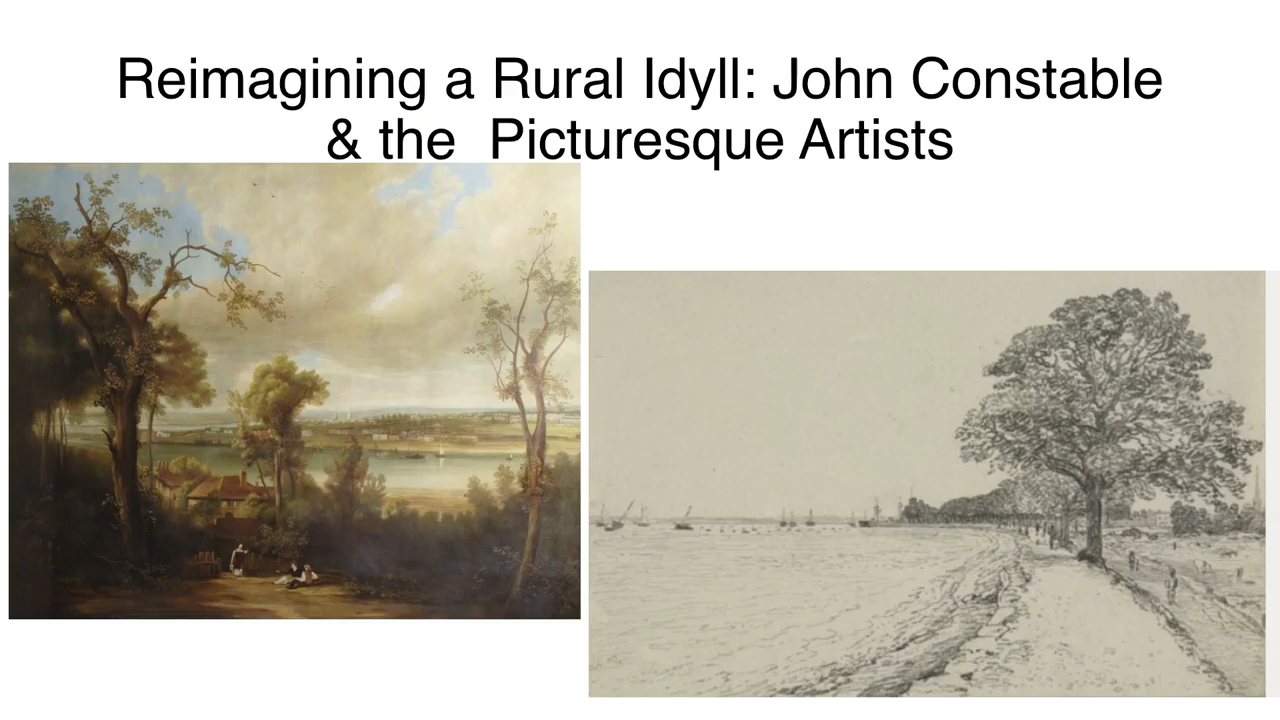 Reimagining a Rural Idyll: John Constable
& the  Picturesque Artists